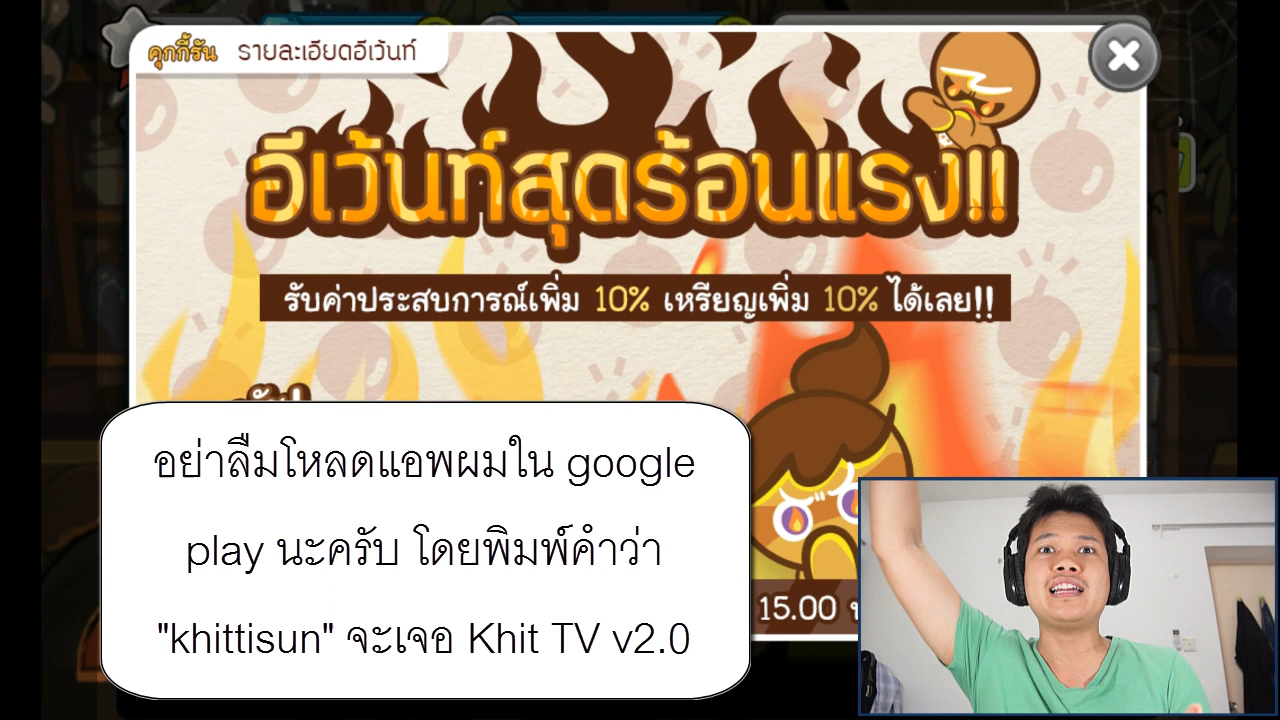 คุกกี้รัน รายละเอียดอีเว้นท์
อีเว้นท์สุดร้อนแรง!!
รับค่าประสบการณ์เพิ่ม 10% เหรียญเพิ่ม 10% ได้เลย!!
อย่าลืมโหลดแอพผมใน google
play นะครับ โดยพิมพ์คำว่า
"khittisun" จะเจอ Khit TV v2.0
15.00